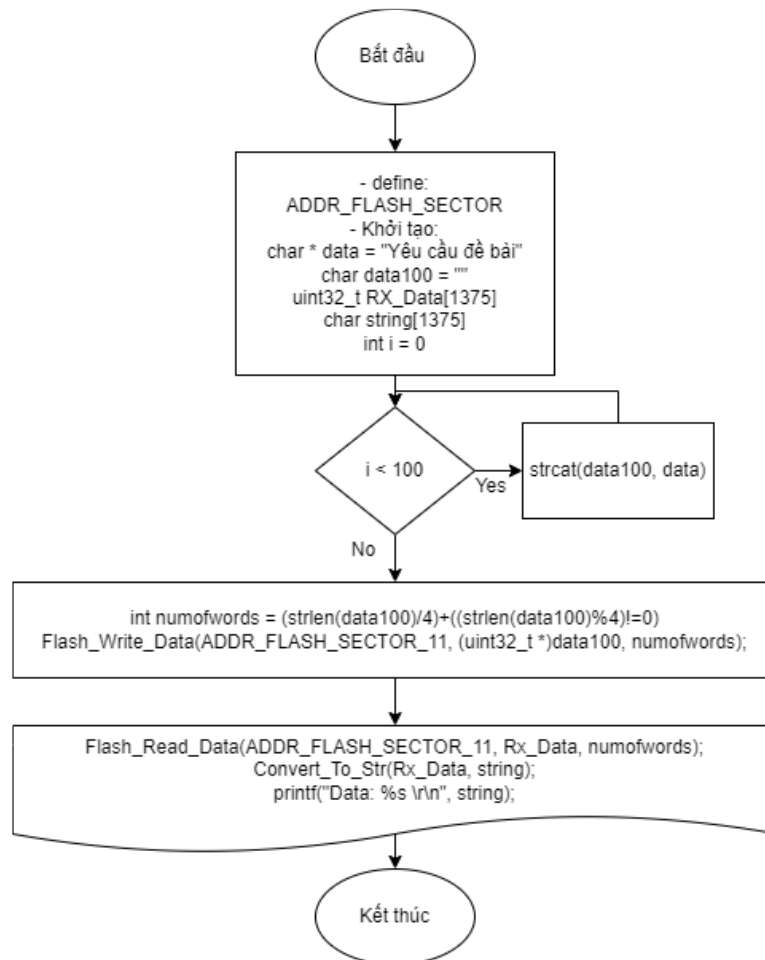 Bắt đầu
- define:
ADDR_FLASH_SECTOR
- Khởi tạo:
char * data = "Yêu cầu đề bài"
char data100 = ""
uint32_t RX_Data[1375]
char string[1375]
int i = 0
i < 100
Yes
strcat(data100, data)
No
int numofwords = (strlen(data100)/4)+((strlen(data100)%4)!=0)
Flash_Write_Data(ADDR_FLASH_SECTOR_11, (uint32_t *)data100, numofwords);
Flash_Read_Data(ADDR_FLASH_SECTOR_11, Rx_Data, numofwords);
Convert_To_Str(Rx_Data, string);
printf("Data: %s \r\n", string);
Kết thúc